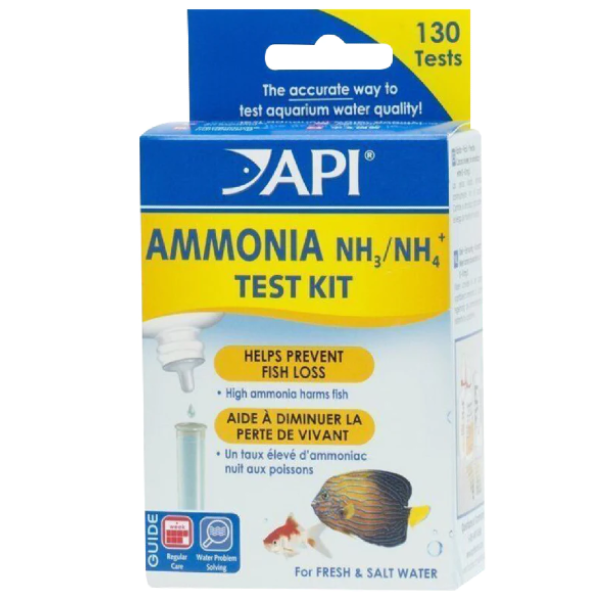 130
Tests
The accurate way to
test aquarium water quality!
API®
AMMONIA NH₃/NH₄⁺
TEST KIT
HELPS PREVENT
FISH LOSS
• High ammonia harms fish
AIDE À DIMINUER LA
PERTE DE VIVANT
• Un taux élevé d'ammoniac
nuit aux poissons
GUIDE
Regular
Care
Water Problem
Solving
For FRESH & SALT WATER